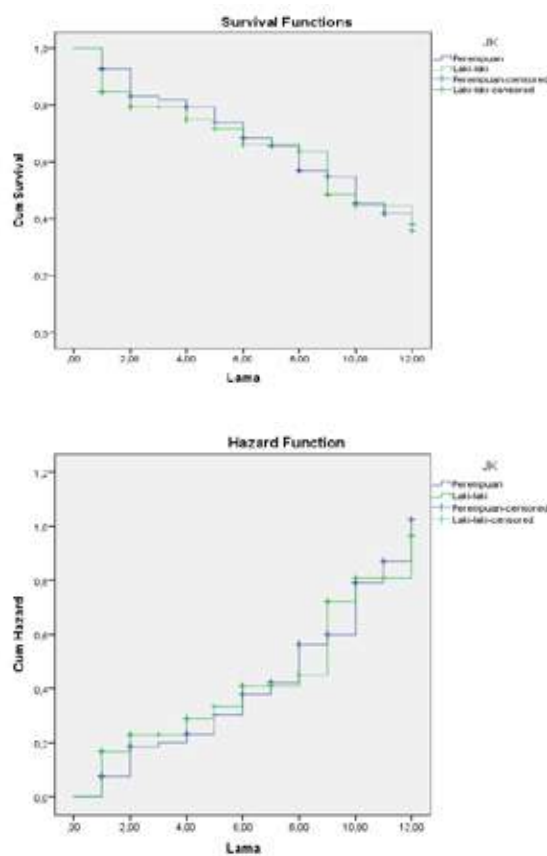 Survival Functions
JK
Perempuan
Laki-laki
Perempuan-censored
Laki-laki-censored
Cum Survival
1,0
0,8
0,6
0,4
0,2
0,0
,00
2,00
4,00
6,00
8,00
10,00
12,00
Lama
Hazard Function
JK
Perempuan
Laki-laki
Perempuan-censored
Laki-laki-censored
Cum Hazard
1,2
1,0
0,8
0,6
0,4
0,2
0,0
,00
2,00
4,00
6,00
8,00
10,00
12,00
Lama